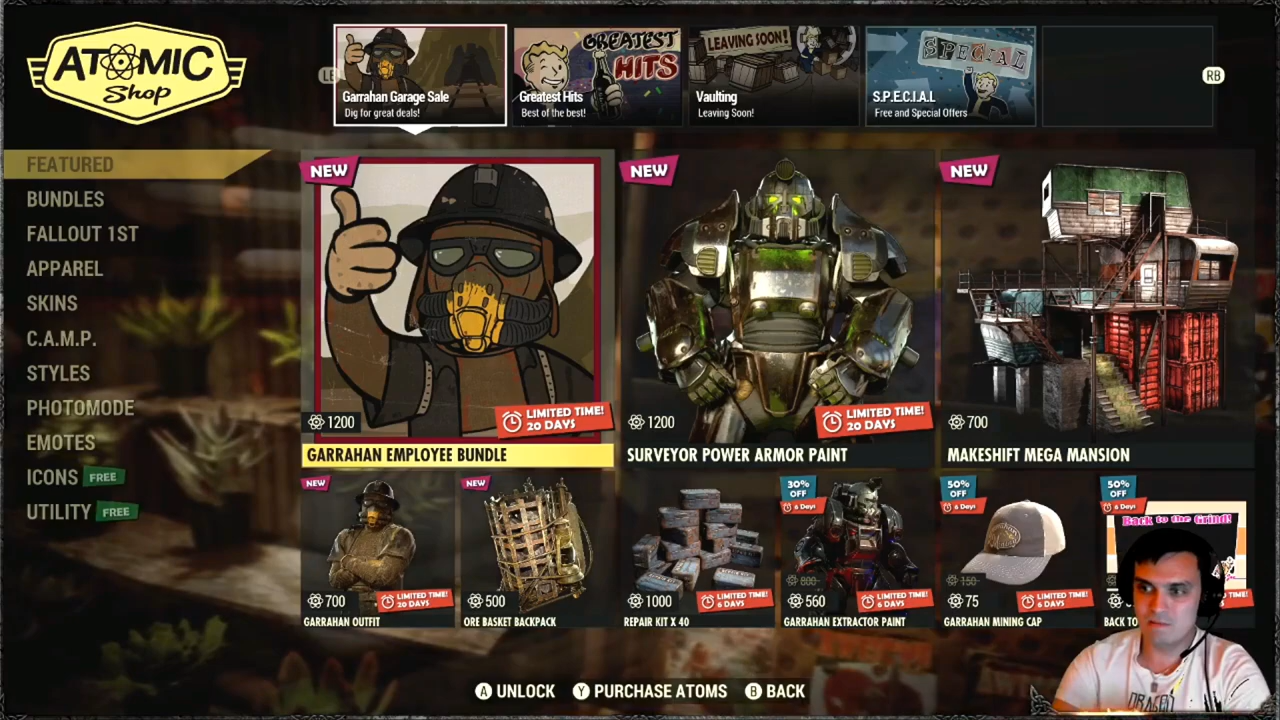 ATOMIC
Shop
LB
Garrahan Garage Sale
Dig for great deals!
GREATEST
HITS
Greatest Hits
Best of the best!
LEAVING SOON!
Vaulting
Leaving Soon!
SPECIAL
S.P.E.C.I.A.L
Free and Special Offers
RB
FEATURED
BUNDLES
FALLOUT 1ST
APPAREL
SKINS
C.A.M.P.
STYLES
PHOTOMODE
EMOTES
ICONS FREE
UTILITY FREE
NEW
1200
LIMITED TIME!
20 DAYS
GARRAHAN EMPLOYEE BUNDLE
NEW
1200
LIMITED TIME!
20 DAYS
SURVEYOR POWER ARMOR PAINT
NEW
700
MAKESHIFT MEGA MANSION
NEW
700
LIMITED TIME!
20 DAYS
GARRAHAN OUTFIT
NEW
500
ORE BASKET BACKPACK
1000
LIMITED TIME!
6 DAYS
REPAIR KIT X 40
30%
OFF
6 Days
800
560
LIMITED TIME!
6 DAYS
GARRAHAN EXTRACTOR PAINT
50%
OFF
6 Days
150
75
LIMITED TIME!
6 DAYS
GARRAHAN MINING CAP
50%
OFF
6 Days
Back to the Grind!
BACK TO
A UNLOCK
Y PURCHASE ATOMS
B BACK